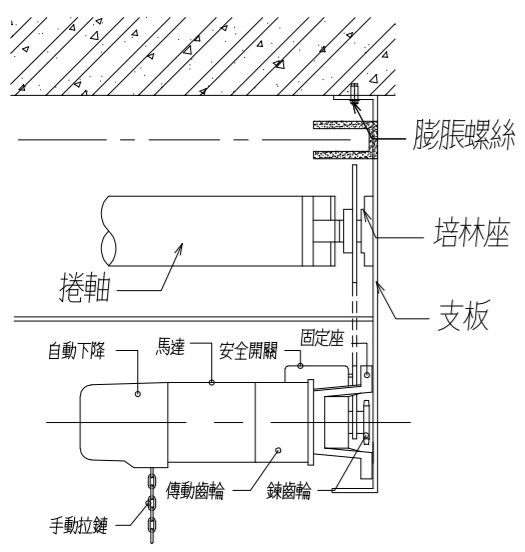 膨脹螺絲
培林座
捲軸
支板
固定座
自動下降
馬達
安全開關
傳動齒輪
鍊齒輪
手動拉鏈